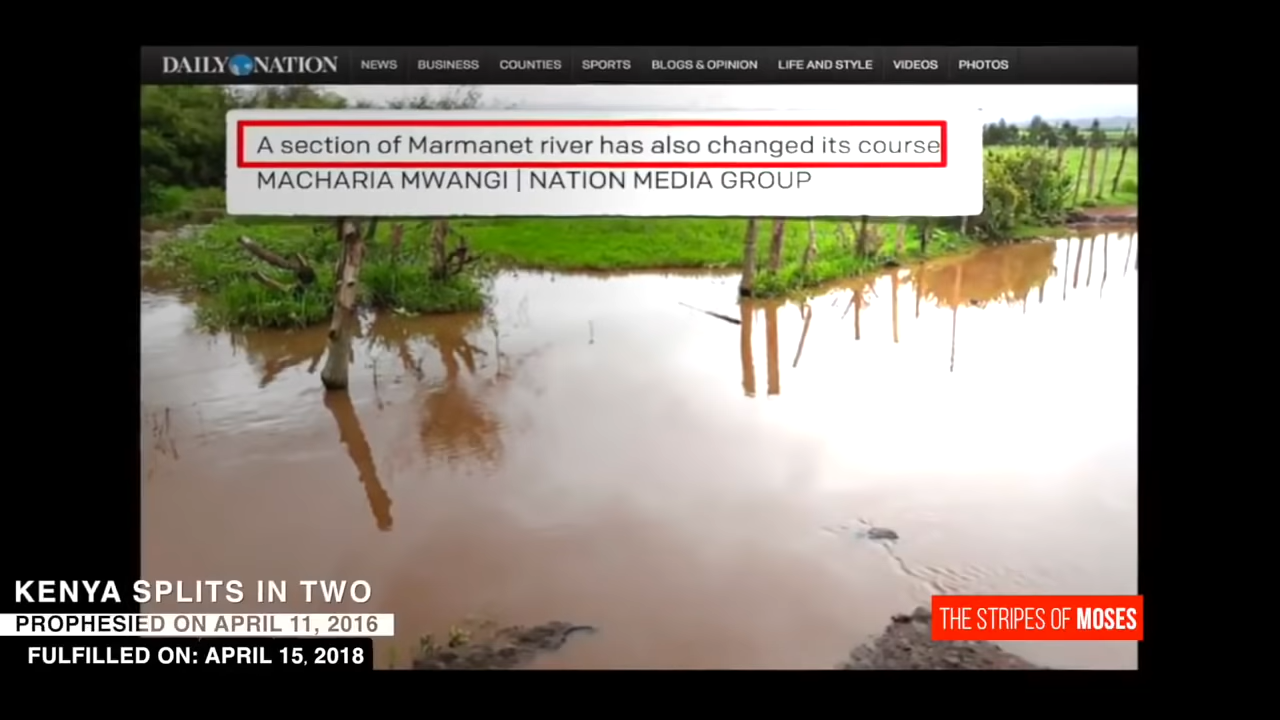 DAILY NATION NEWS BUSINESS COUNTIES SPORTS BLOGS & OPINION LIFE AND STYLE VIDEOS PHOTOS
A section of Marmanet river has also changed its course
MACHARIA MWANGI | NATION MEDIA GROUP
KENYA SPLITS IN TWO
PROPHESIED ON APRIL 11, 2016
FULFILLED ON: APRIL 15, 2018
THE STRIPES OF MOSES